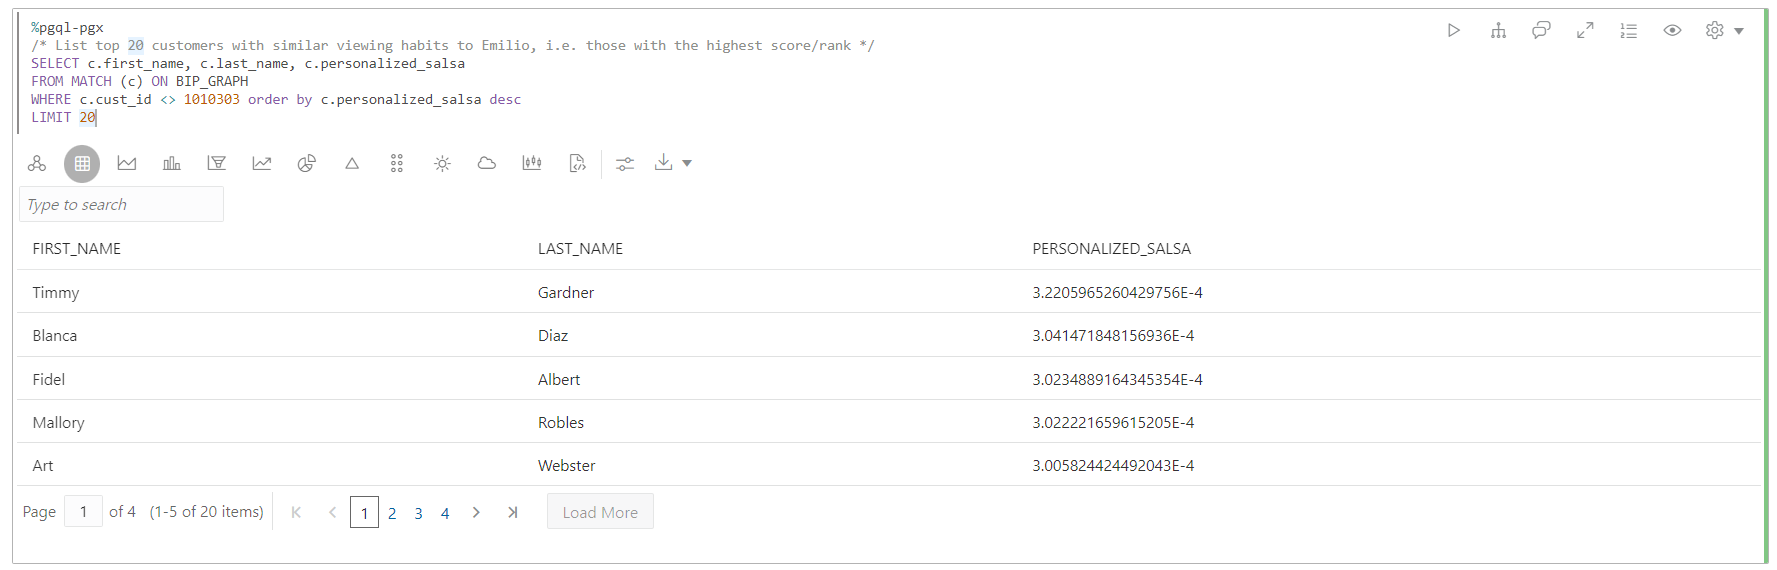 %pgql-pgx
/* List top 20 customers with similar viewing habits to Emilio, i.e. those with the highest score/rank */
SELECT c.first_name, c.last_name, c.personalized_salsa
FROM MATCH (c) ON BIP_GRAPH
WHERE c.cust_id <> 1010303 order by c.personalized_salsa desc
LIMIT 20
Type to search
FIRST_NAME LAST_NAME PERSONALIZED_SALSA
Timmy Gardner 3.2205965260429756E-4
Blanca Diaz 3.041471848156936E-4
Fidel Albert 3.0234889164345354E-4
Mallory Robles 3.022221659615205E-4
Art Webster 3.005824424492043E-4
Page 1 of 4 (1-5 of 20 items) 1 2 3 4 Load More